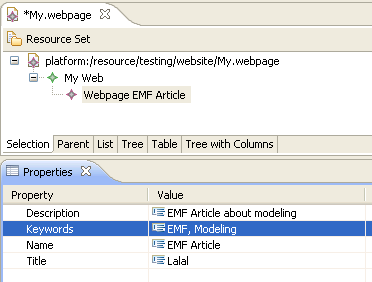 *My.webpage
Resource Set
platform:/resource/testing/website/My.webpage
My Web
Webpage EMF Article
Selection Parent List Tree Table Tree with Columns
Properties
Property Value
Description EMF Article about modeling
Keywords EMF, Modeling
Name EMF Article
Title Lalal